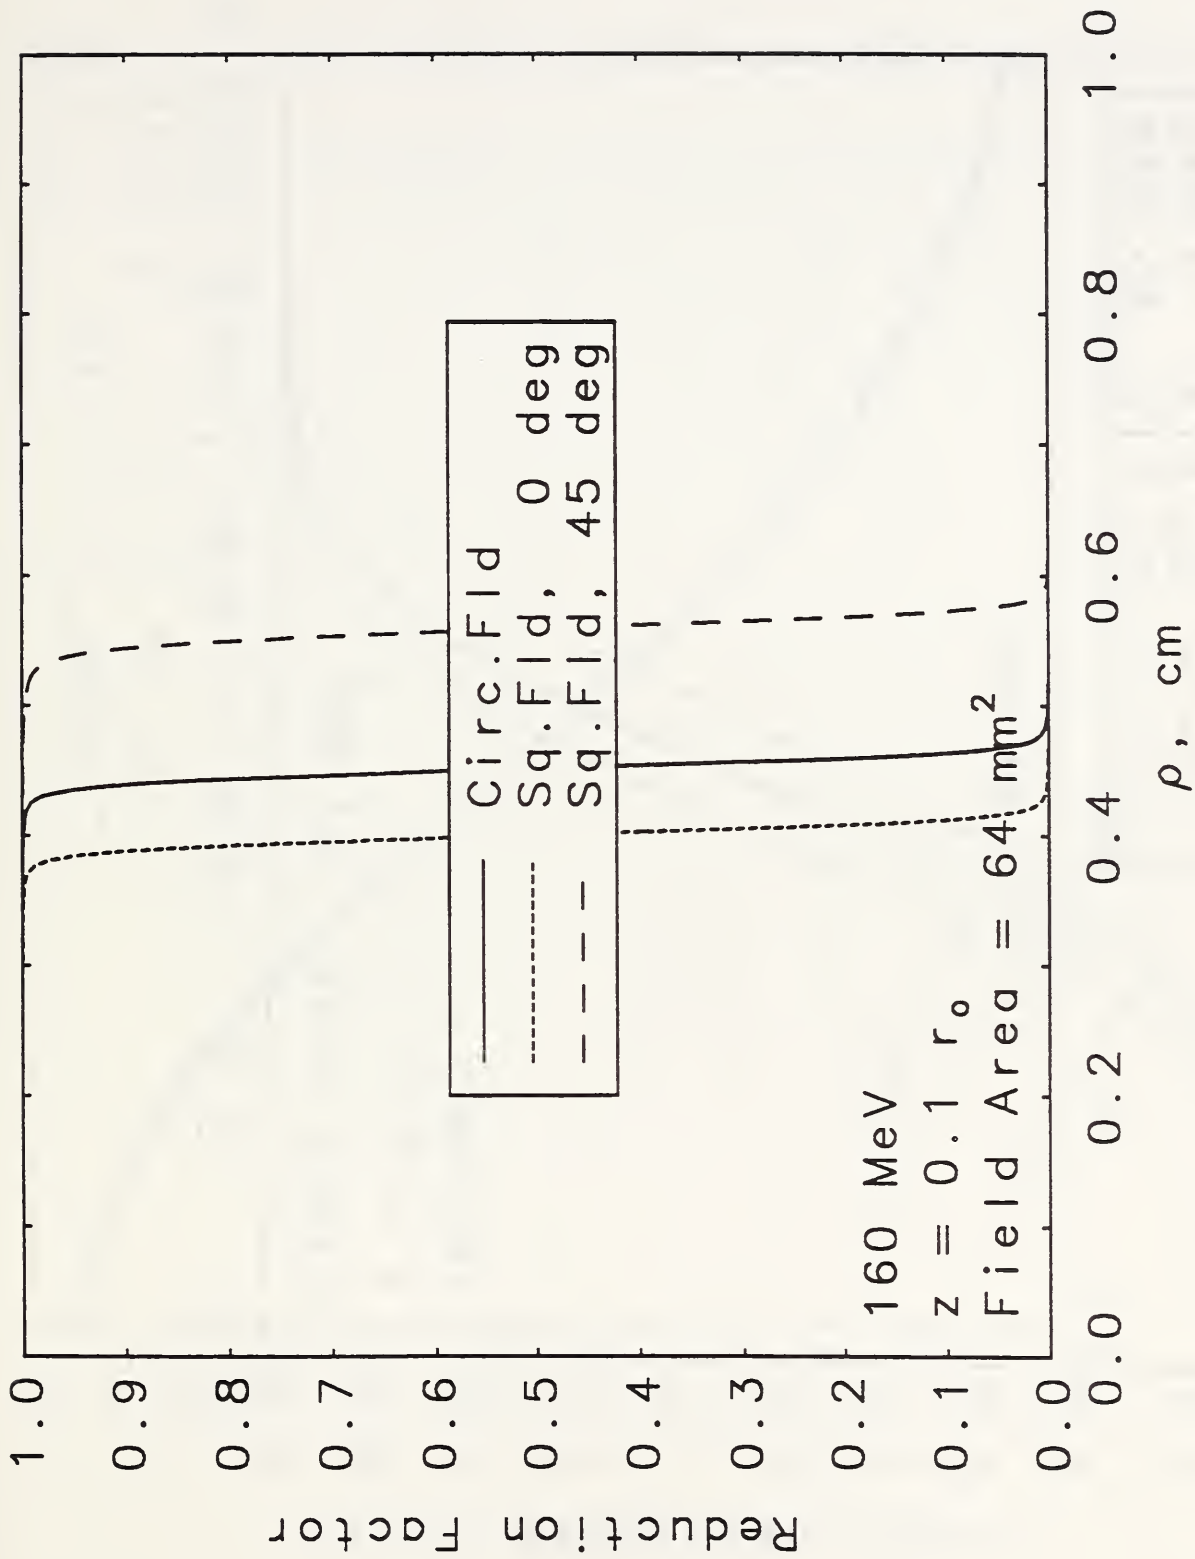 Reduction Factor
1.0
0.9
0.8
0.7
0.6
0.5
0.4
0.3
0.2
0.1
0.0
Circ.Fld
Sq.Fld, 0 deg
Sq.Fld, 45 deg
160 MeV
z = 0.1 r₀
Field Area = 64 mm²
0.0
0.2
0.4
0.6
0.8
1.0
ρ, cm